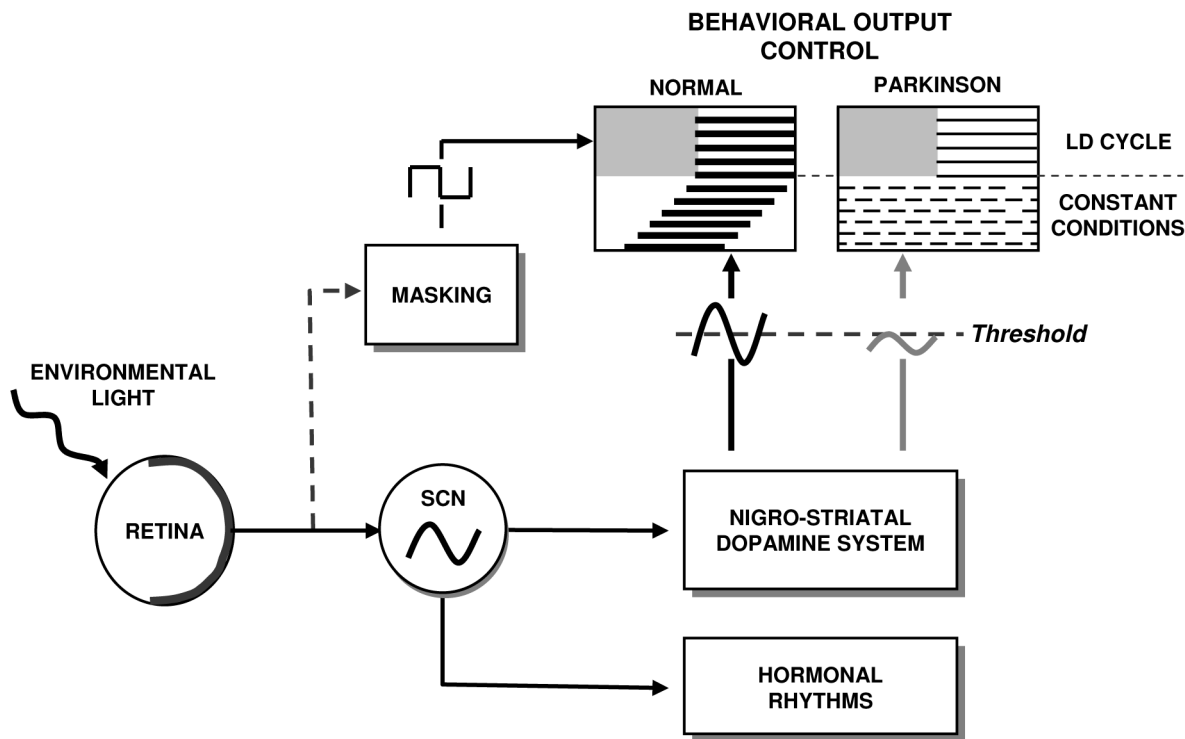 BEHAVIORAL OUTPUT
CONTROL
NORMAL
PARKINSON
LD CYCLE
CONSTANT
CONDITIONS
MASKING
Threshold
ENVIRONMENTAL
LIGHT
RETINA
SCN
NIGRO-STRIATAL
DOPAMINE SYSTEM
HORMONAL
RHYTHMS